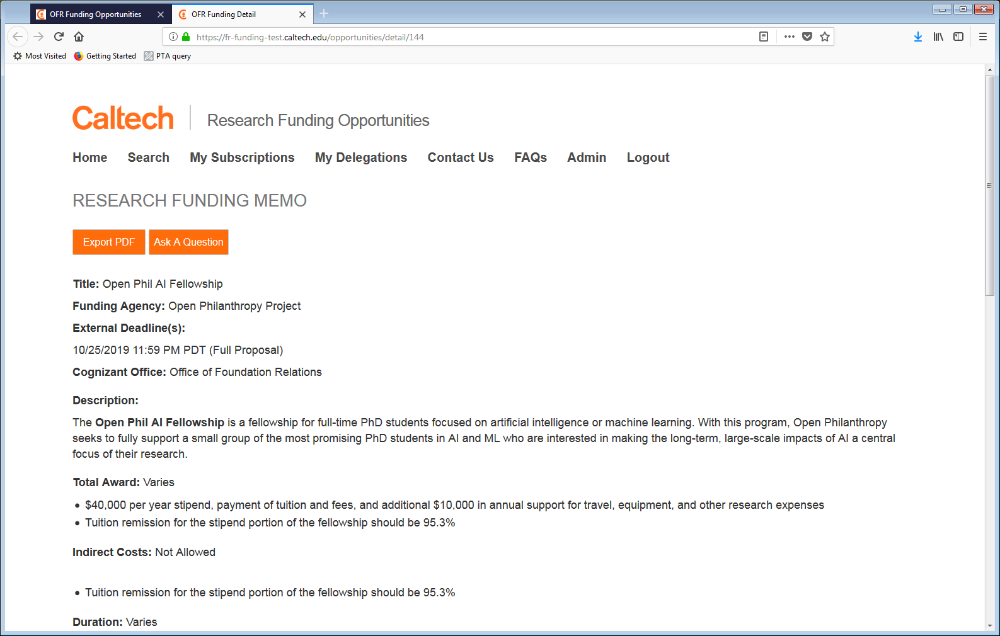 OFR Funding Opportunities
OFR Funding Detail
https://fr-funding-test.caltech.edu/opportunities/detail/144
Most Visited Getting Started PTA query
Caltech Research Funding Opportunities
Home Search My Subscriptions My Delegations Contact Us FAQs Admin Logout
RESEARCH FUNDING MEMO
Export PDF Ask A Question
Title: Open Phil AI Fellowship
Funding Agency: Open Philanthropy Project
External Deadline(s):
10/25/2019 11:59 PM PDT (Full Proposal)
Cognizant Office: Office of Foundation Relations
Description:
The Open Phil AI Fellowship is a fellowship for full-time PhD students focused on artificial intelligence or machine learning. With this program, Open Philanthropy
seeks to fully support a small group of the most promising PhD students in AI and ML who are interested in making the long-term, large-scale impacts of AI a central
focus of their research.
Total Award: Varies
• $40,000 per year stipend, payment of tuition and fees, and additional $10,000 in annual support for travel, equipment, and other research expenses
• Tuition remission for the stipend portion of the fellowship should be 95.3%
Indirect Costs: Not Allowed
• Tuition remission for the stipend portion of the fellowship should be 95.3%
Duration: Varies